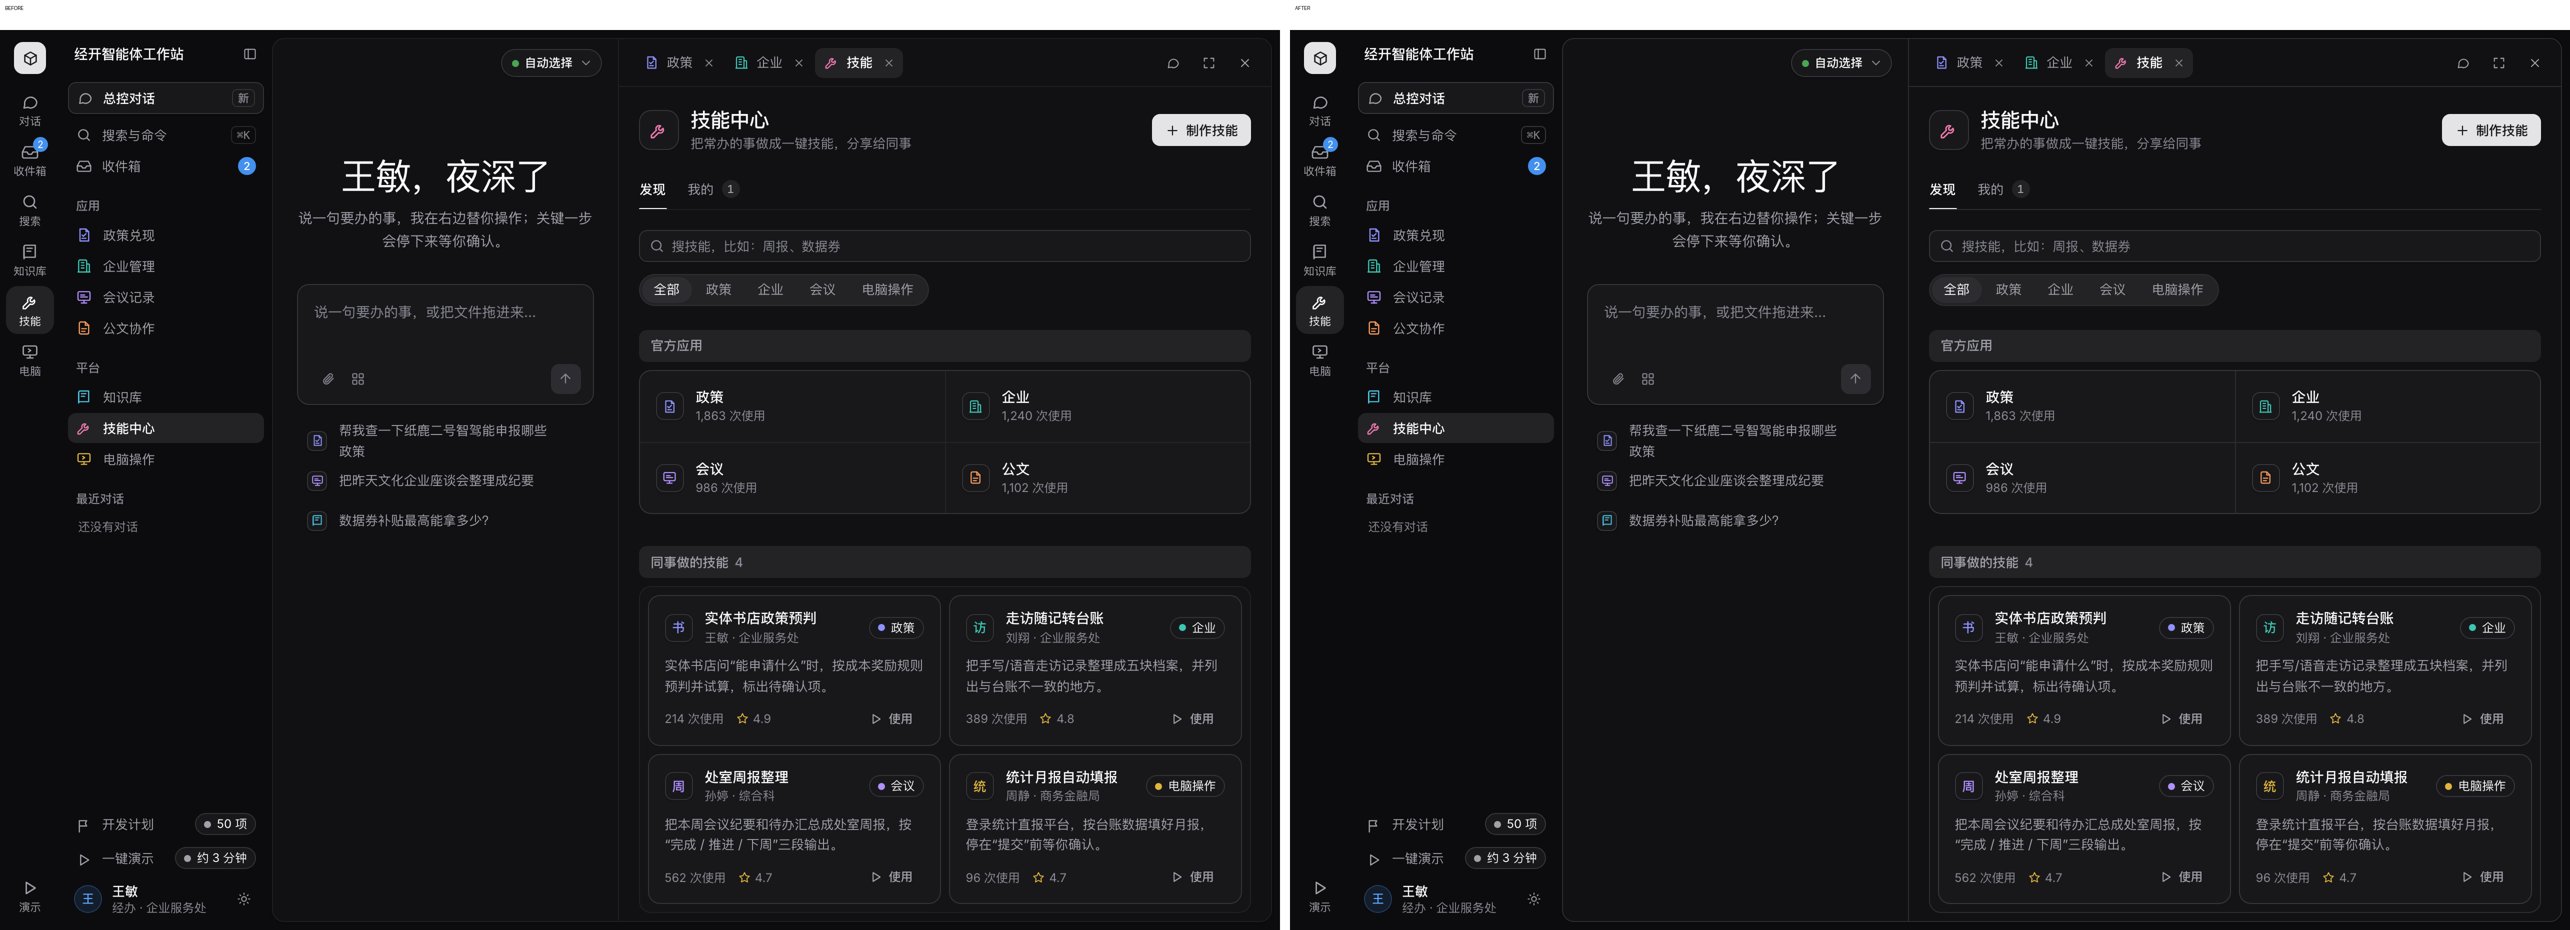 BEFORE
经开智能体工作站
对话
2
收件箱
搜索
知识库
技能
电脑
演示
总控对话 新
搜索与命令 ⌘K
收件箱 2
应用
政策兑现
企业管理
会议记录
公文协作
平台
知识库
技能中心
电脑操作
最近对话
还没有对话
开发计划 50 项
一键演示 约 3 分钟
王 王敏
经办 · 企业服务处
自动选择
王敏，夜深了
说一句要办的事，我在右边替你操作；关键一步
会停下来等你确认。
说一句要办的事，或把文件拖进来...
帮我查一下纸鹿二号智驾能申报哪些
政策
把昨天文化企业座谈会整理成纪要
数据券补贴最高能拿多少？
政策 企业 技能
技能中心
把常办的事做成一键技能，分享给同事
制作技能
发现 我的 1
搜技能，比如：周报、数据券
全部 政策 企业 会议 电脑操作
官方应用
政策
1,863 次使用
企业
1,240 次使用
会议
986 次使用
公文
1,102 次使用
同事做的技能 4
书 实体书店政策预判 政策
王敏 · 企业服务处
实体书店问“能申请什么”时，按成本奖励规则
预判并试算，标出待确认项。
214 次使用 4.9 使用
访 走访随记转台账 企业
刘翔 · 企业服务处
把手写/语音走访记录整理成五块档案，并列
出与台账不一致的地方。
389 次使用 4.8 使用
周 处室周报整理 会议
孙婷 · 综合科
把本周会议纪要和待办汇总成处室周报，按
“完成 / 推进 / 下周”三段输出。
562 次使用 4.7 使用
统 统计月报自动填报 电脑操作
周静 · 商务金融局
登录统计直报平台，按台账数据填好月报，
停在“提交”前等你确认。
96 次使用 4.7 使用
AFTER
经开智能体工作站
对话
2
收件箱
搜索
知识库
技能
电脑
演示
总控对话 新
搜索与命令 ⌘K
收件箱 2
应用
政策兑现
企业管理
会议记录
公文协作
平台
知识库
技能中心
电脑操作
最近对话
还没有对话
开发计划 50 项
一键演示 约 3 分钟
王 王敏
经办 · 企业服务处
自动选择
王敏，夜深了
说一句要办的事，我在右边替你操作；关键一步
会停下来等你确认。
说一句要办的事，或把文件拖进来...
帮我查一下纸鹿二号智驾能申报哪些
政策
把昨天文化企业座谈会整理成纪要
数据券补贴最高能拿多少？
政策 企业 技能
技能中心
把常办的事做成一键技能，分享给同事
制作技能
发现 我的 1
搜技能，比如：周报、数据券
全部 政策 企业 会议 电脑操作
官方应用
政策
1,863 次使用
企业
1,240 次使用
会议
986 次使用
公文
1,102 次使用
同事做的技能 4
书 实体书店政策预判 政策
王敏 · 企业服务处
实体书店问“能申请什么”时，按成本奖励规则
预判并试算，标出待确认项。
214 次使用 4.9 使用
访 走访随记转台账 企业
刘翔 · 企业服务处
把手写/语音走访记录整理成五块档案，并列
出与台账不一致的地方。
389 次使用 4.8 使用
周 处室周报整理 会议
孙婷 · 综合科
把本周会议纪要和待办汇总成处室周报，按
“完成 / 推进 / 下周”三段输出。
562 次使用 4.7 使用
统 统计月报自动填报 电脑操作
周静 · 商务金融局
登录统计直报平台，按台账数据填好月报，
停在“提交”前等你确认。
96 次使用 4.7 使用